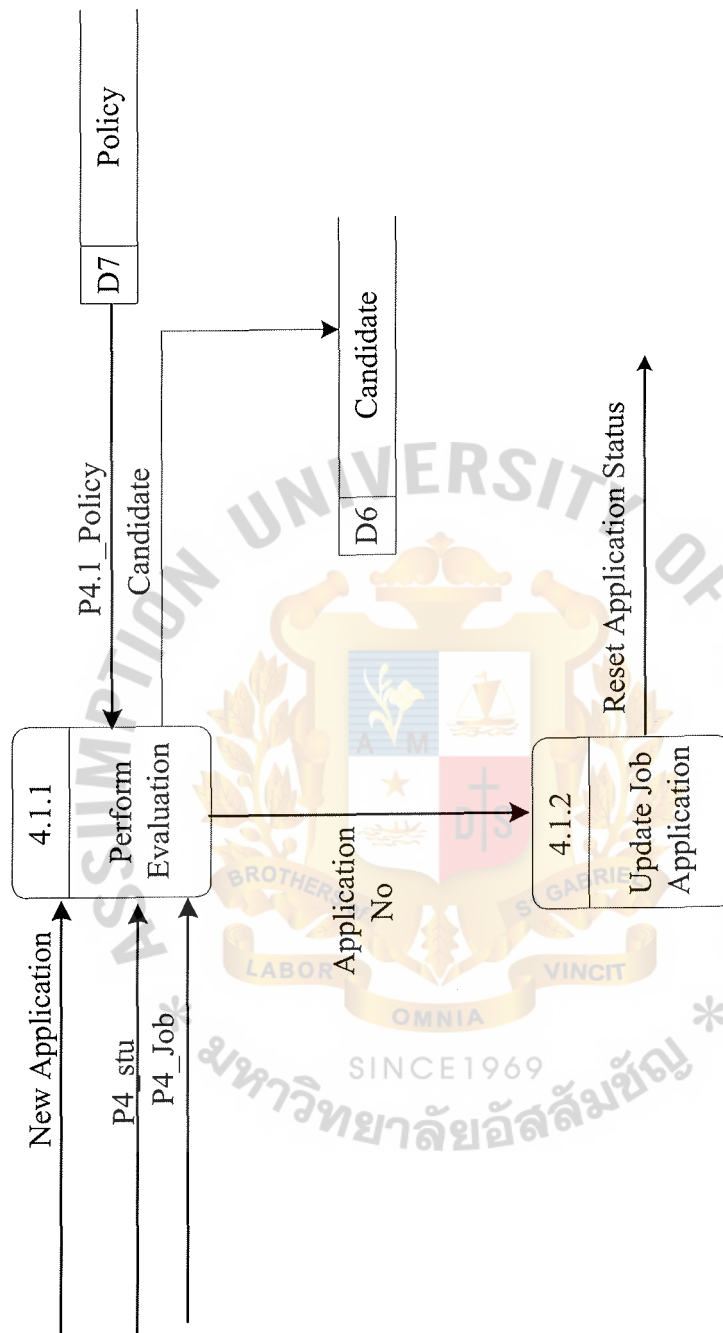 New Application
P4_stu
P4_Job
4.1.1
Perform
Evaluation
P4.1_Policy
D7
Policy
Candidate
D6
Candidate
Application
No
4.1.2
Update Job
Application
Reset Application Status
ASSUMPTION UNIVERSITY OF
A M
D S
BROTHERS
ST GABRIEL
LABOR
OMNIA
VINCIT
SINCE1969
* มหาวิทยาลัยอัสสัมชัญ *